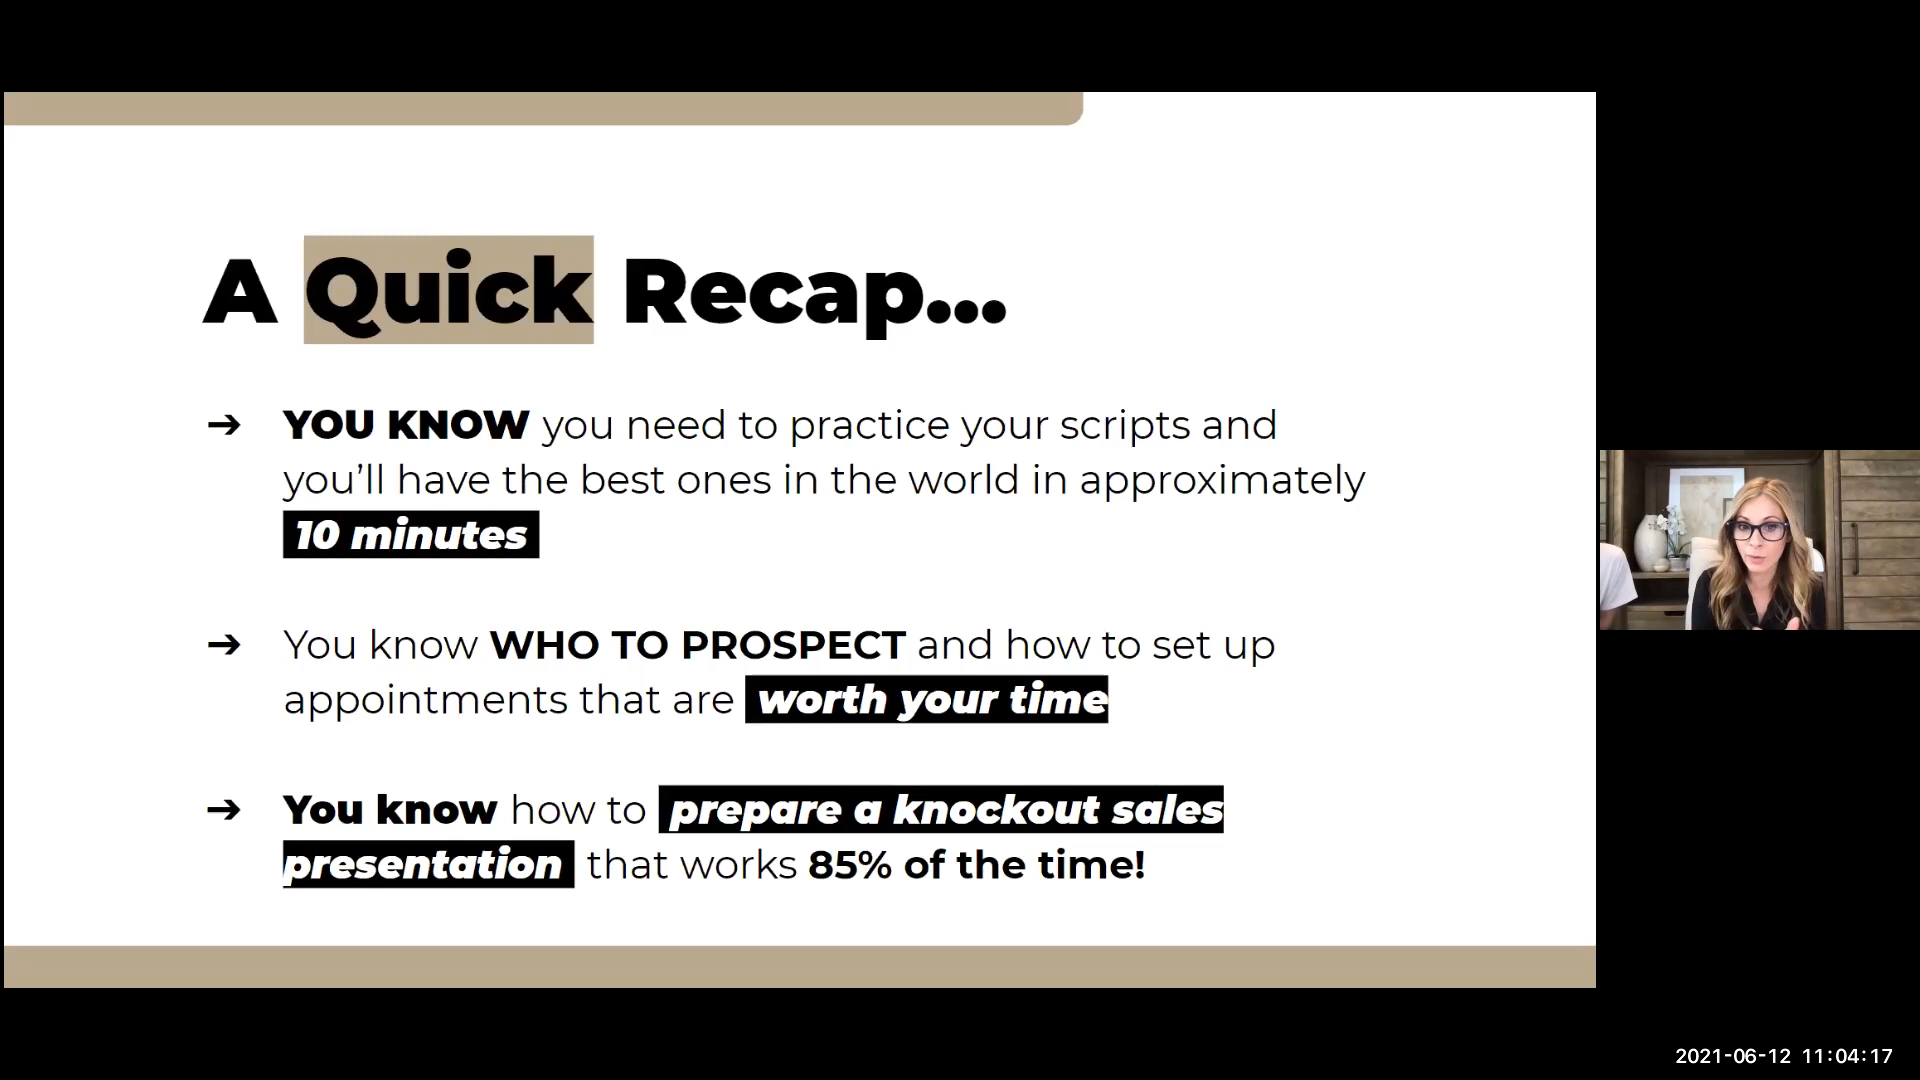 A Quick Recap...
➔ YOU KNOW you need to practice your scripts and
you’ll have the best ones in the world in approximately
10 minutes
➔ You know WHO TO PROSPECT and how to set up
appointments that are worth your time
➔ You know how to prepare a knockout sales
presentation that works 85% of the time!
2021-06-12 11:04:17